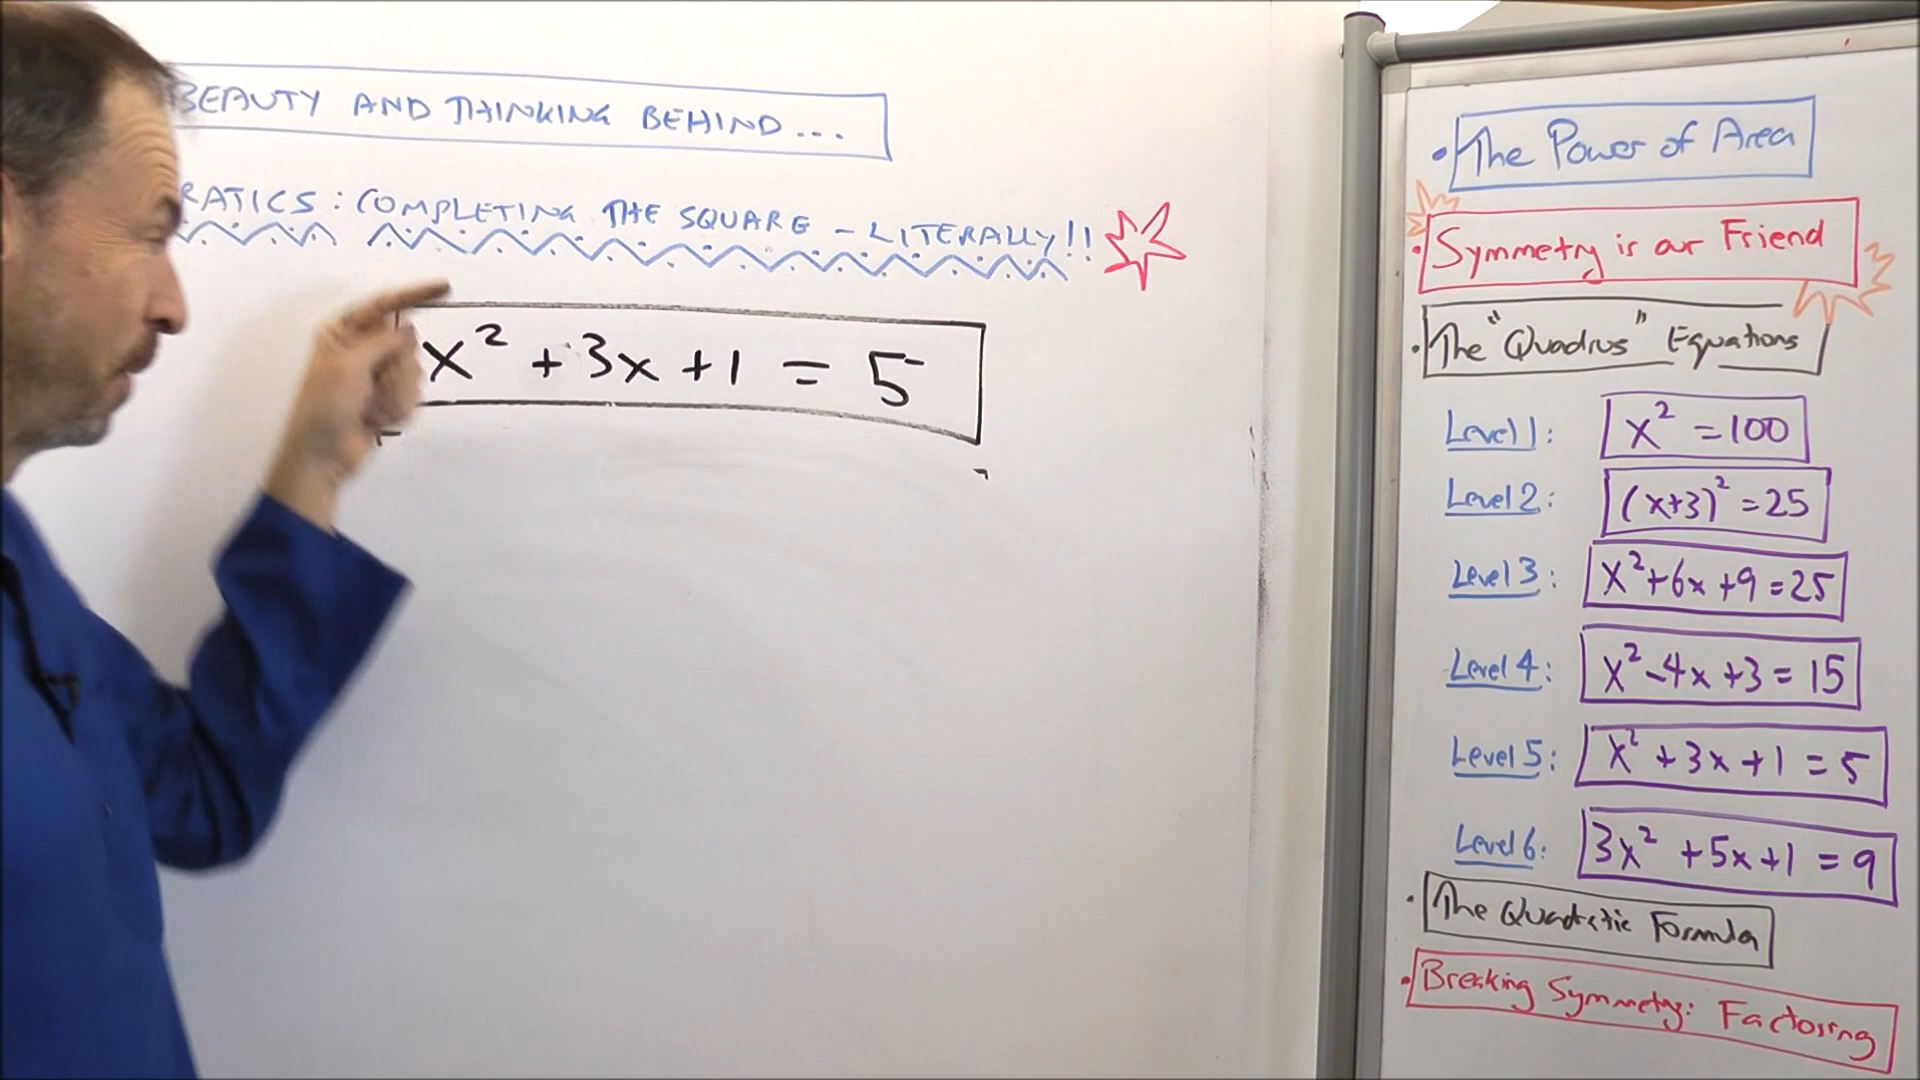 BEAUTY AND THINKING BEHIND...
RATICS: COMPLETING THE SQUARE - LITERALLY!!
x² + 3x + 1 = 5
• The Power of Area
• Symmetry is our Friend
• The "Quadrus" Equations
Level 1: x² = 100
Level 2: (x+3)² = 25
Level 3: x² + 6x + 9 = 25
Level 4: x² - 4x + 3 = 15
Level 5: x² + 3x + 1 = 5
Level 6: 3x² + 5x + 1 = 9
• The Quadratic Formula
• Breaking Symmetry: Factoring